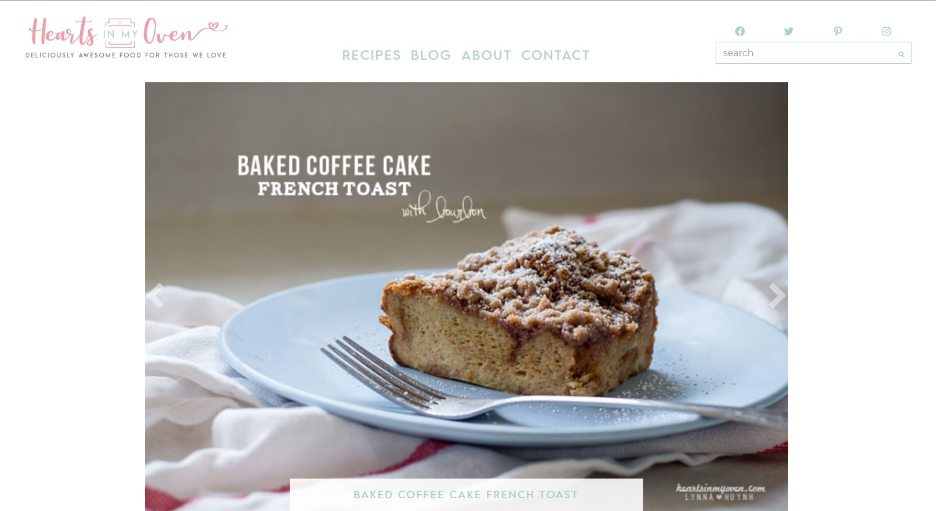 Hearts IN MY Oven
DELICIOUSLY AWESOME FOOD FOR THOSE WE LOVE
RECIPES BLOG ABOUT CONTACT
search
BAKED COFFEE CAKE
FRENCH TOAST
with bourbon
BAKED COFFEE CAKE FRENCH TOAST
heartsinmyoven.com
LYNNA ♥ HUYNH